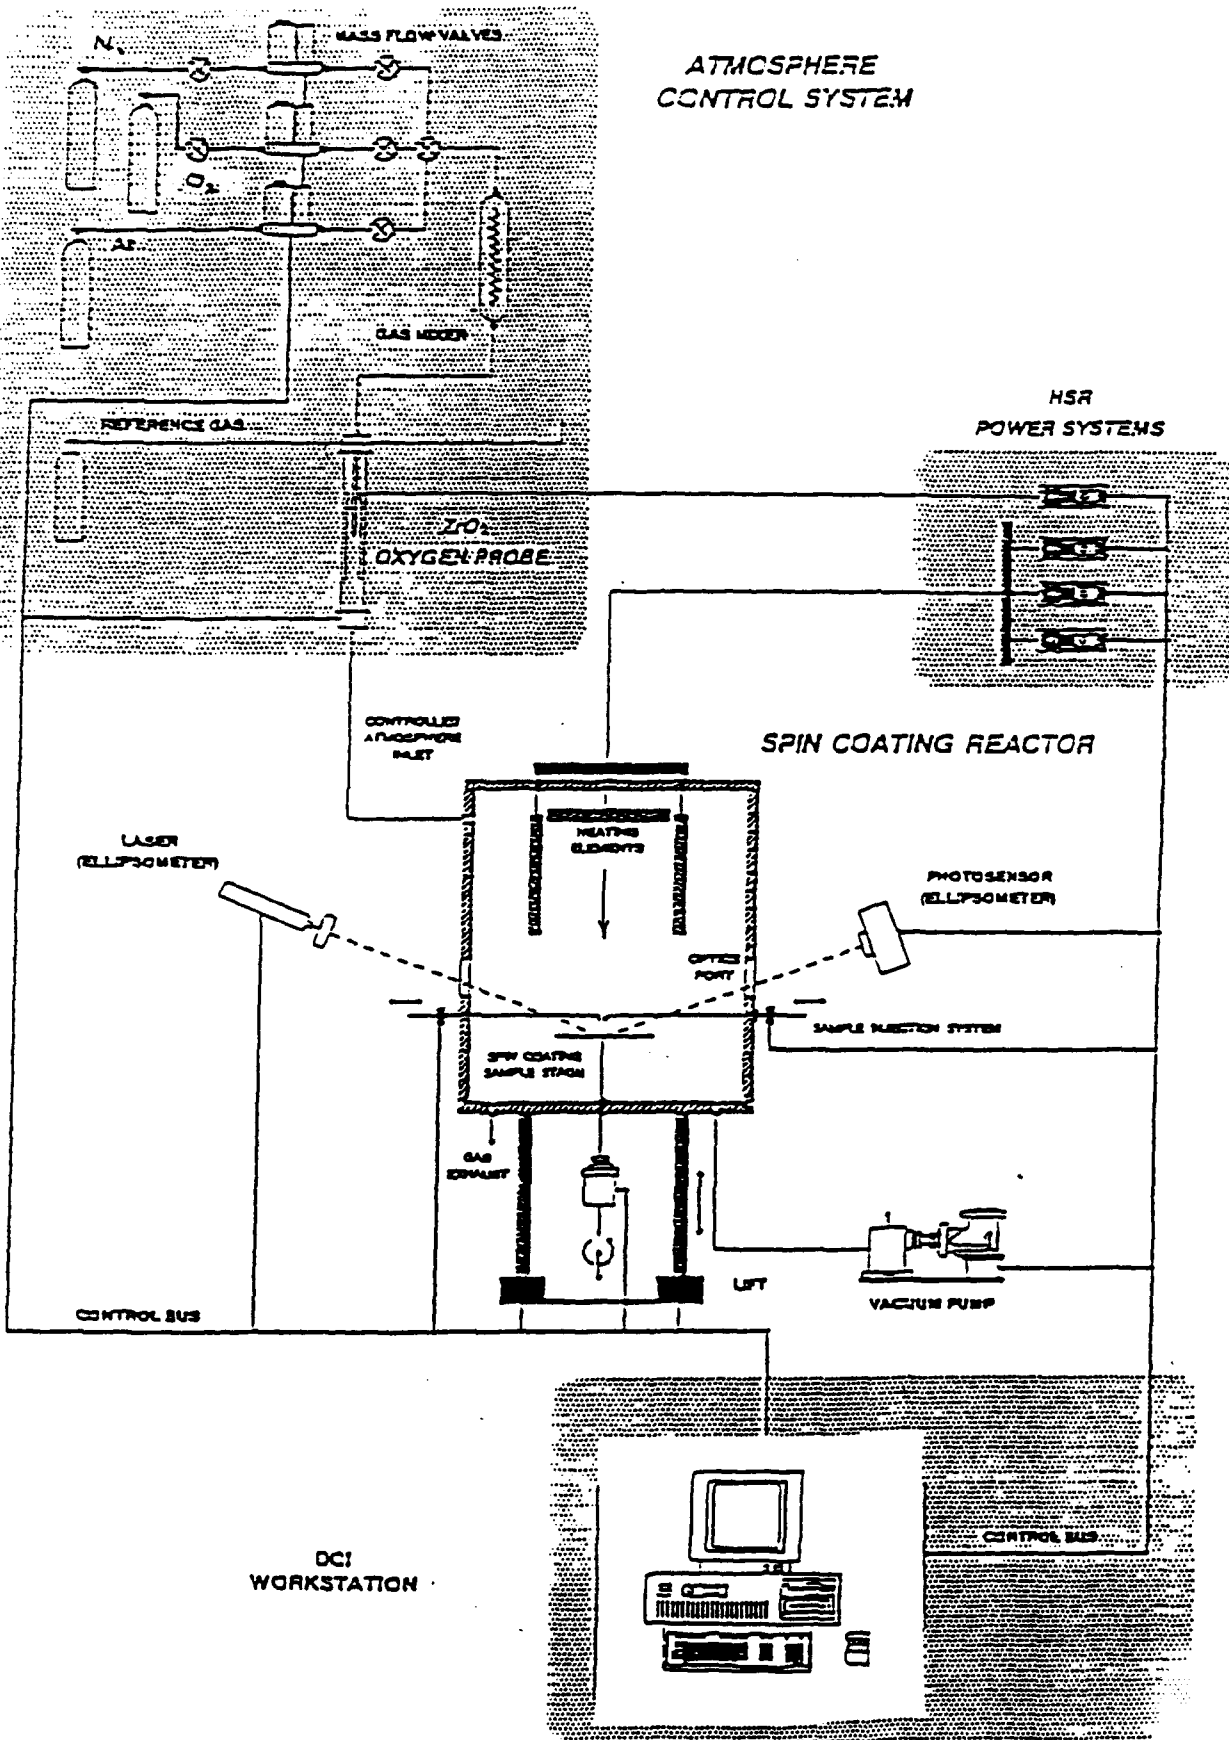 MASS FLOW VALVES
N₂
ATMOSPHERE
CONTROL SYSTEM
O₂
Ar
GAS MIXER
REFERENCE GAS
HSR
POWER SYSTEMS
ZrO₂
OXYGEN PROBE
CONTROLLED
ATMOSPHERE
INLET
SPIN COATING REACTOR
HEATING
ELEMENTS
LASER
(ELLIPSOMETER)
PHOTOSENSOR
(ELLIPSOMETER)
OPTICS
PORT
SAMPLE INJECTION SYSTEM
SPIN COATING
SAMPLE STAGE
GAS
EXHAUST
LIFT
VACUUM PUMP
CONTROL BUS
CONTROL BUS
DCI
WORKSTATION